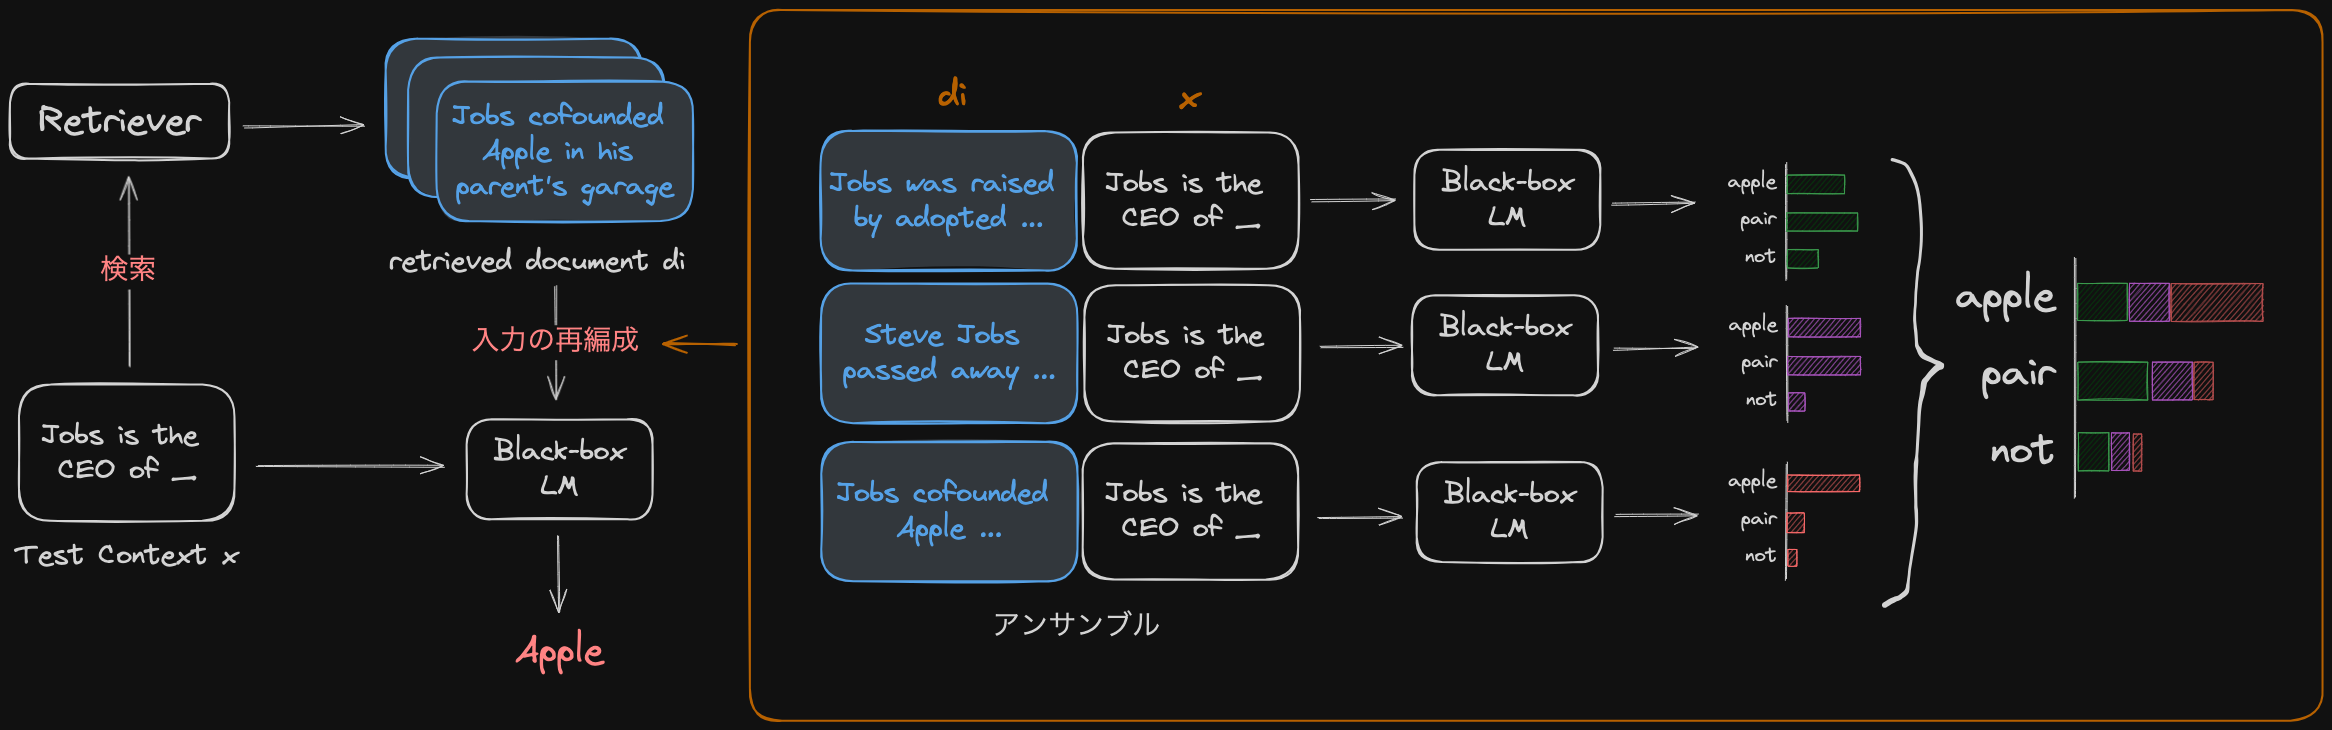 Retriever
Jobs cofounded
Apple in his
parent's garage
retrieved document di
検索
入力の再編成
Jobs is the
CEO of __
Test Context x
Black-box
LM
Apple
di
x
Jobs was raised
by adopted ...
Jobs is the
CEO of __
Black-box
LM
apple
pair
not
Steve Jobs
passed away ...
Jobs is the
CEO of __
Black-box
LM
apple
pair
not
Jobs cofounded
Apple ...
Jobs is the
CEO of __
Black-box
LM
apple
pair
not
アンサンブル
apple
pair
not